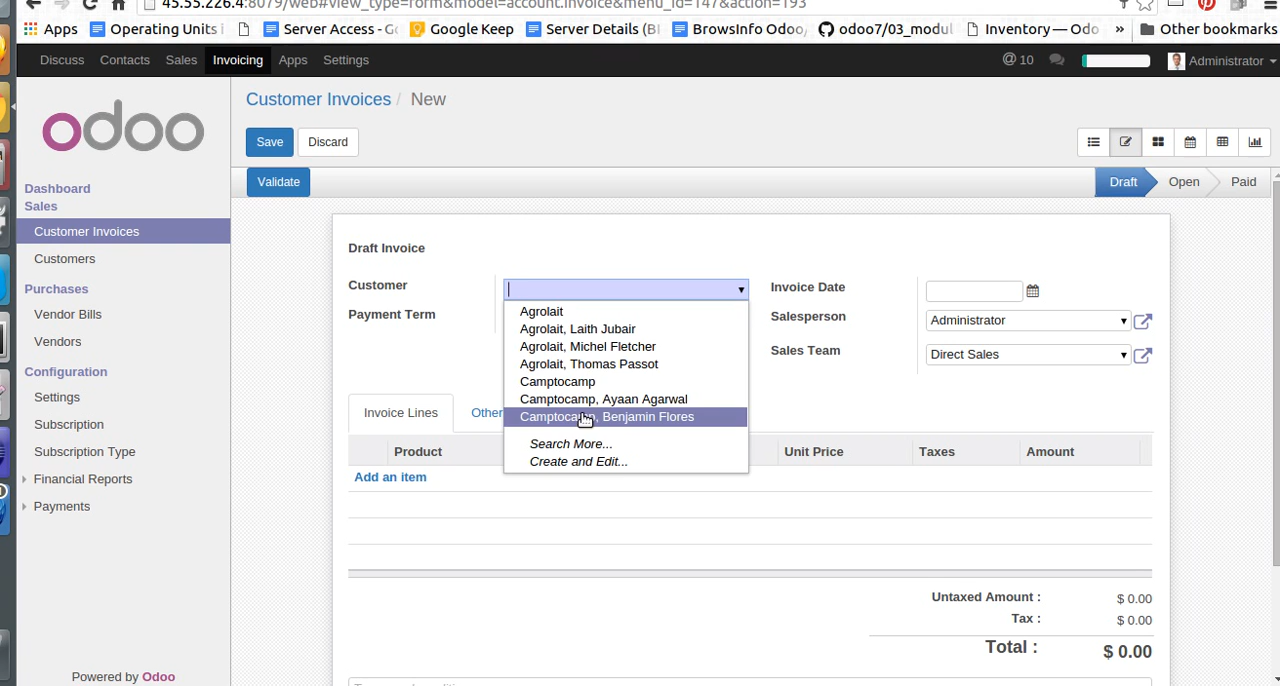 45.55.226.4:8079/web#view_type=form&model=account.invoice&menu_id=147&action=193
Apps Operating Units Server Access - Go Google Keep Server Details (Bl BrowsInfo Odoo/ odoo7/03_modul Inventory — Odo » Other bookmarks
Discuss Contacts Sales Invoicing Apps Settings @ 10 Administrator
Customer Invoices / New
odoo
Save Discard
Validate Draft Open Paid
Dashboard
Sales
Customer Invoices
Customers
Purchases
Vendor Bills
Vendors
Configuration
Settings
Subscription
Subscription Type
Financial Reports
Payments
Powered by Odoo
Draft Invoice
Customer
Payment Term
Agrolait
Agrolait, Laith Jubair
Agrolait, Michel Fletcher
Agrolait, Thomas Passot
Camptocamp
Camptocamp, Ayaan Agarwal
Camptocamp, Benjamin Flores
Search More...
Create and Edit...
Invoice Date
Salesperson Administrator
Sales Team Direct Sales
Invoice Lines Other
Product Unit Price Taxes Amount
Add an item
Untaxed Amount : $ 0.00
Tax : $ 0.00
Total : $ 0.00